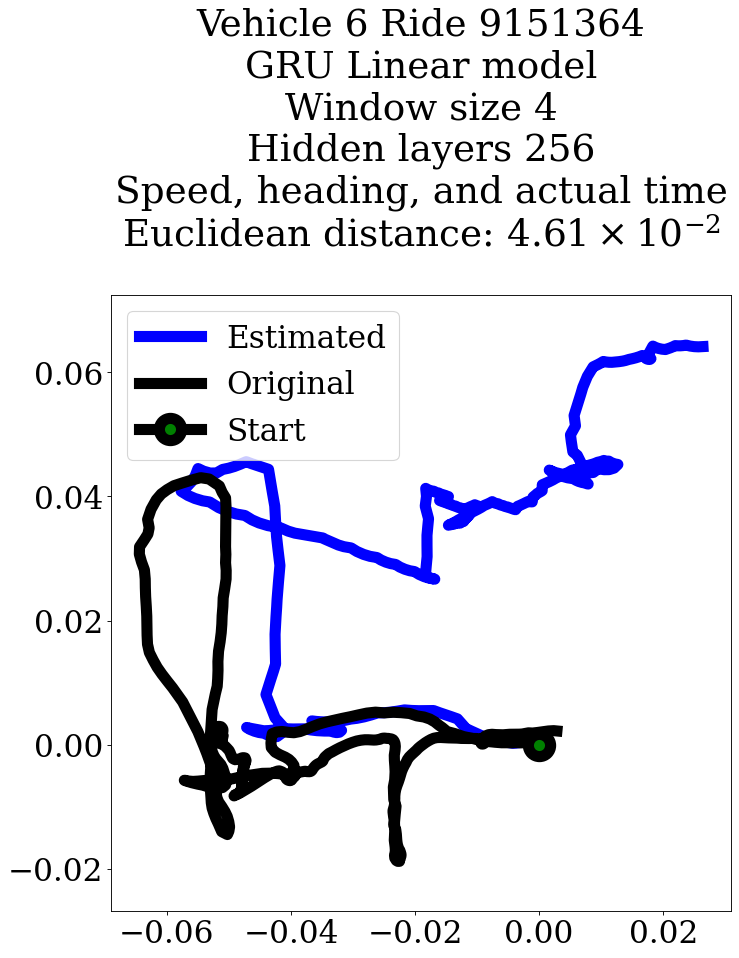 Vehicle 6 Ride 9151364
GRU Linear model
Window size 4
Hidden layers 256
Speed, heading, and actual time
Euclidean distance: 4.61 × 10⁻²
Estimated
Original
Start
0.06
0.04
0.02
0.00
−0.02
−0.06
−0.04
−0.02
0.00
0.02